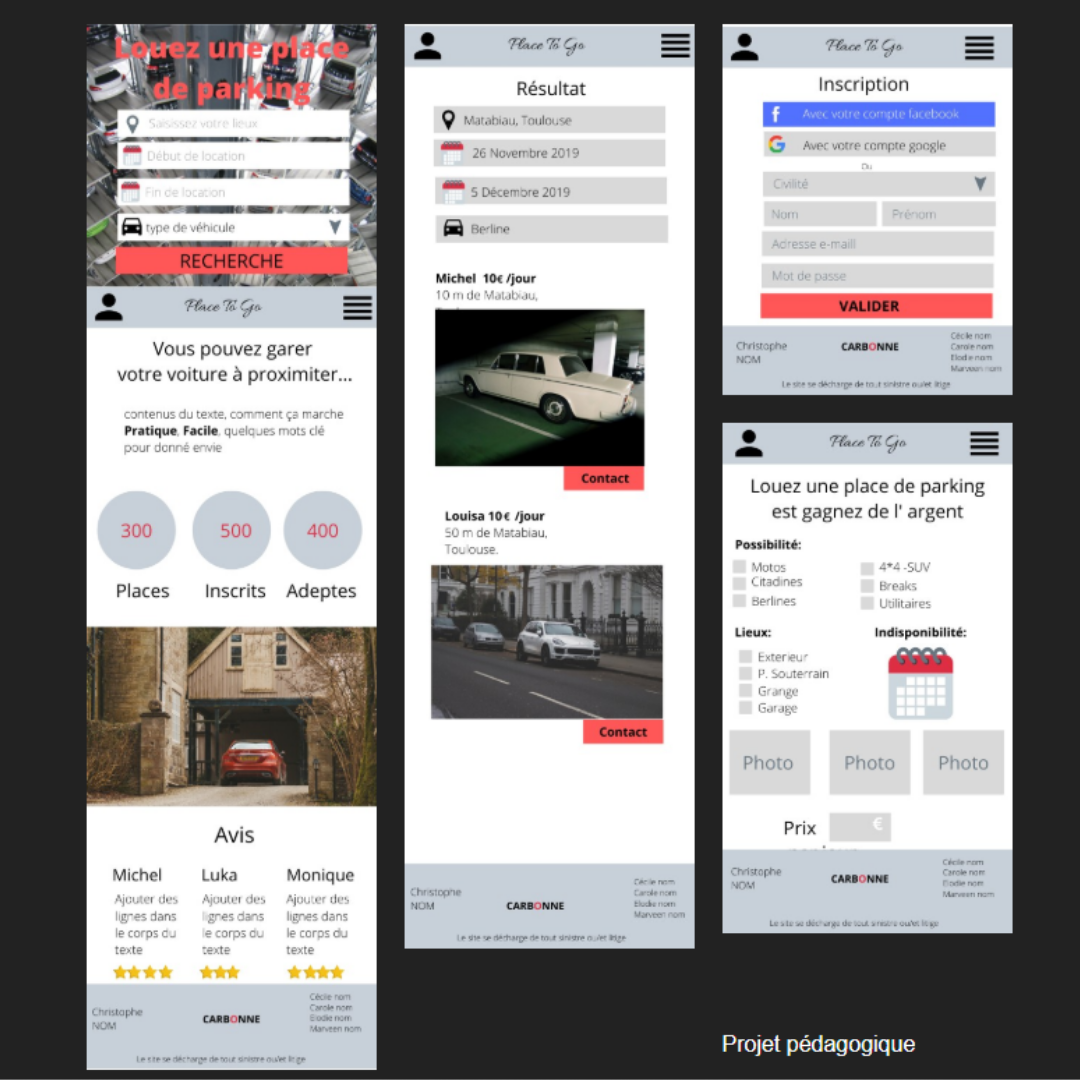 Louez une place
de parking
Saisissez votre lieux
Début de location
Fin de location
type de véhicule
RECHERCHE
Place To Go
Vous pouvez garer
votre voiture à proximiter...
contenus du texte, comment ça marche
Pratique, Facile, quelques mots clé
pour donné envie
300 500 400
Places Inscrits Adeptes
Avis
Michel Luka Monique
Ajouter des Ajouter des Ajouter des
lignes dans lignes dans lignes dans
le corps du le corps du le corps du
texte texte texte
Christophe
NOM
CARBONNE
Cécile nom
Carole nom
Elodie nom
Marveen nom
Le site se décharge de tout sinistre ou/et litige
Place To Go
Résultat
Matabiau, Toulouse
26 Novembre 2019
5 Décembre 2019
Berline
Michel 10€ /jour
10 m de Matabiau,
Contact
Louisa 10€ /jour
50 m de Matabiau,
Toulouse.
Contact
Christophe
NOM
CARBONNE
Cécile nom
Carole nom
Elodie nom
Marveen nom
Le site se décharge de tout sinistre ou/et litige
Place To Go
Inscription
f Avec votre compte facebook
G Avec votre compte google
Ou
Civilité
Nom Prénom
Adresse e-maill
Mot de passe
VALIDER
Christophe
NOM
CARBONNE
Cécile nom
Carole nom
Elodie nom
Marveen nom
Le site se décharge de tout sinistre ou/et litige
Place To Go
Louez une place de parking
est gagnez de l' argent
Possibilité:
Motos 4*4 -SUV
Citadines Breaks
Berlines Utilitaires
Lieux: Indisponibilité:
Exterieur
P. Souterrain
Grange
Garage
Photo Photo Photo
Prix €
Christophe
NOM
CARBONNE
Cécile nom
Carole nom
Elodie nom
Marveen nom
Le site se décharge de tout sinistre ou/et litige
Projet pédagogique